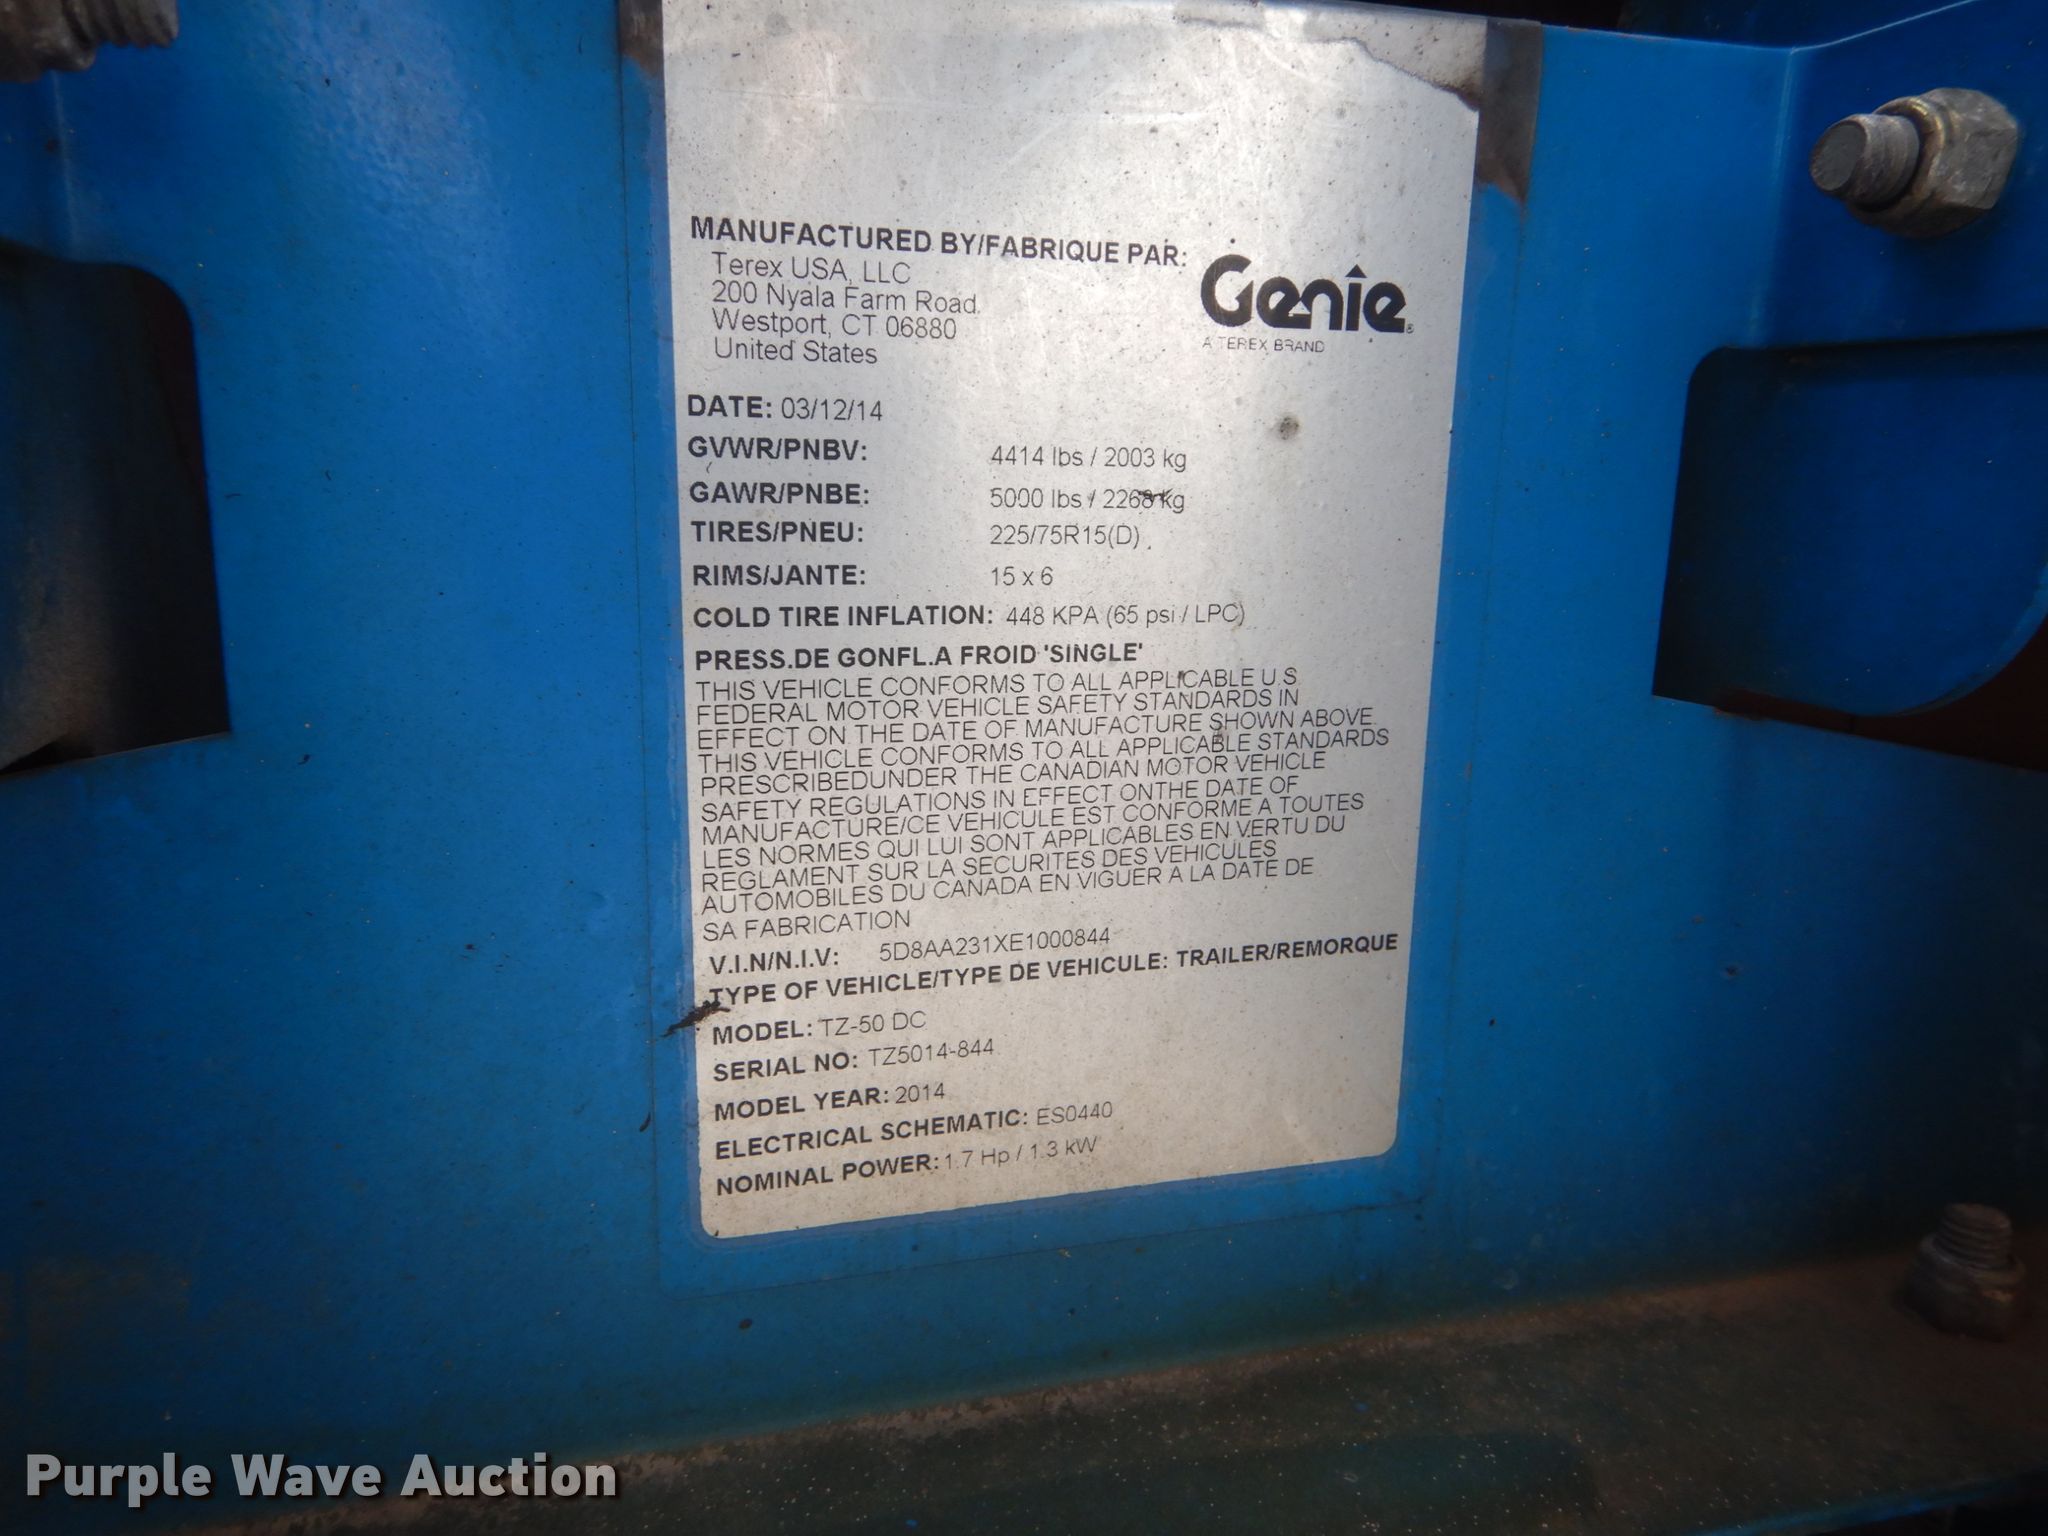 MANUFACTURED BY/FABRIQUE PAR:
Terex USA, LLC
200 Nyala Farm Road.
Westport, CT 06880
United States
Genie®
A TEREX BRAND
DATE: 03/12/14
GVWR/PNBV: 4414 lbs / 2003 kg
GAWR/PNBE: 5000 lbs / 2268 kg
TIRES/PNEU: 225/75R15(D)
RIMS/JANTE: 15 x 6
COLD TIRE INFLATION: 448 KPA (65 psi / LPC)
PRESS.DE GONFL.A FROID 'SINGLE'
THIS VEHICLE CONFORMS TO ALL APPLICABLE U.S.
FEDERAL MOTOR VEHICLE SAFETY STANDARDS IN
EFFECT ON THE DATE OF MANUFACTURE SHOWN ABOVE.
THIS VEHICLE CONFORMS TO ALL APPLICABLE STANDARDS
PRESCRIBEDUNDER THE CANADIAN MOTOR VEHICLE
SAFETY REGULATIONS IN EFFECT ONTHE DATE OF
MANUFACTURE/CE VEHICULE EST CONFORME A TOUTES
LES NORMES QUI LUI SONT APPLICABLES EN VERTU DU
REGLAMENT SUR LA SECURITES DES VEHICULES
AUTOMOBILES DU CANADA EN VIGUER A LA DATE DE
SA FABRICATION
V.I.N/N.I.V: 5D8AA231XE1000844
TYPE OF VEHICLE/TYPE DE VEHICULE: TRAILER/REMORQUE
MODEL: TZ-50 DC
SERIAL NO: TZ5014-844
MODEL YEAR: 2014
ELECTRICAL SCHEMATIC: ES0440
NOMINAL POWER: 1.7 Hp / 1.3 kW
Purple Wave Auction